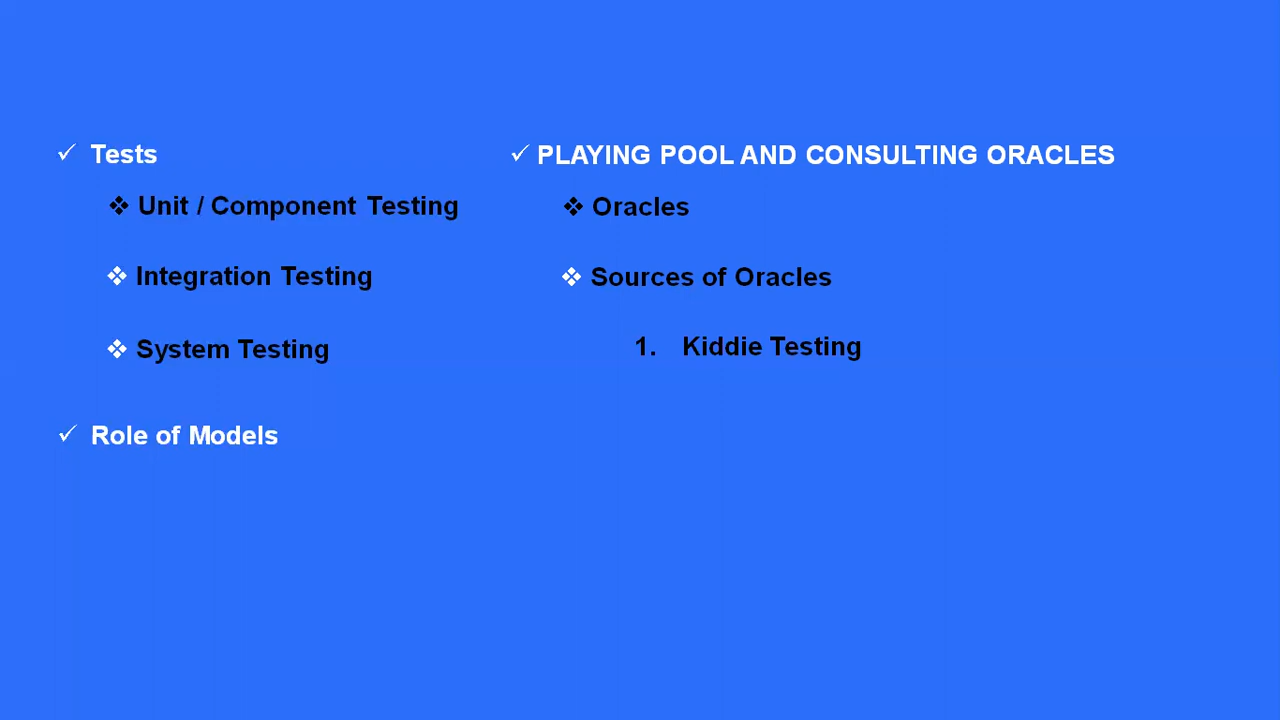 ✓ Tests
❖ Unit / Component Testing
❖ Integration Testing
❖ System Testing
✓ Role of Models
✓ PLAYING POOL AND CONSULTING ORACLES
❖ Oracles
❖ Sources of Oracles
1. Kiddie Testing